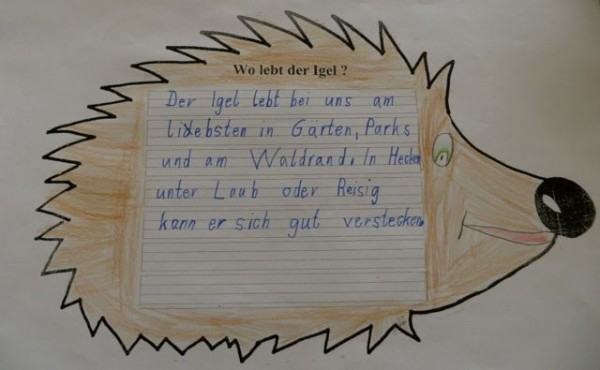 Wo lebt der Igel ?
Der Igel lebt bei uns am
liebsten in Gärten, Parks
und am Waldrand. In Hecken
unter Laub oder Reisig
kann er sich gut verstecken.